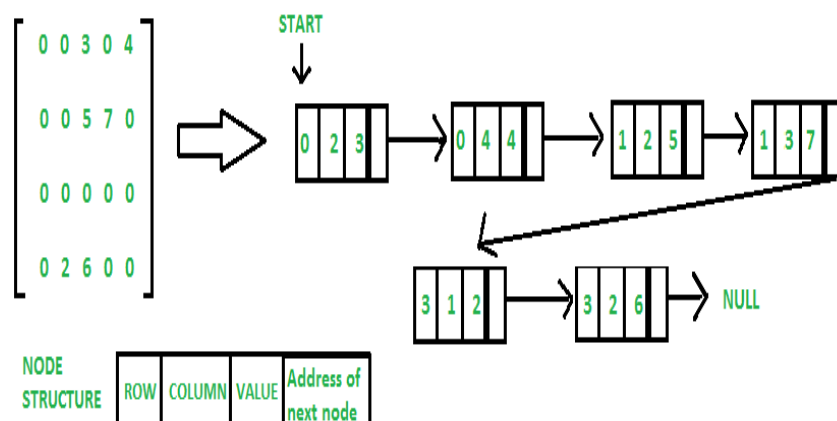 START
0 0 3 0 4
0 0 5 7 0
0 0 0 0 0
0 2 6 0 0
0 2 3
0 4 4
1 2 5
1 3 7
3 1 2
3 2 6
NULL
NODE
STRUCTURE
ROW
COLUMN
VALUE
Address of
next node